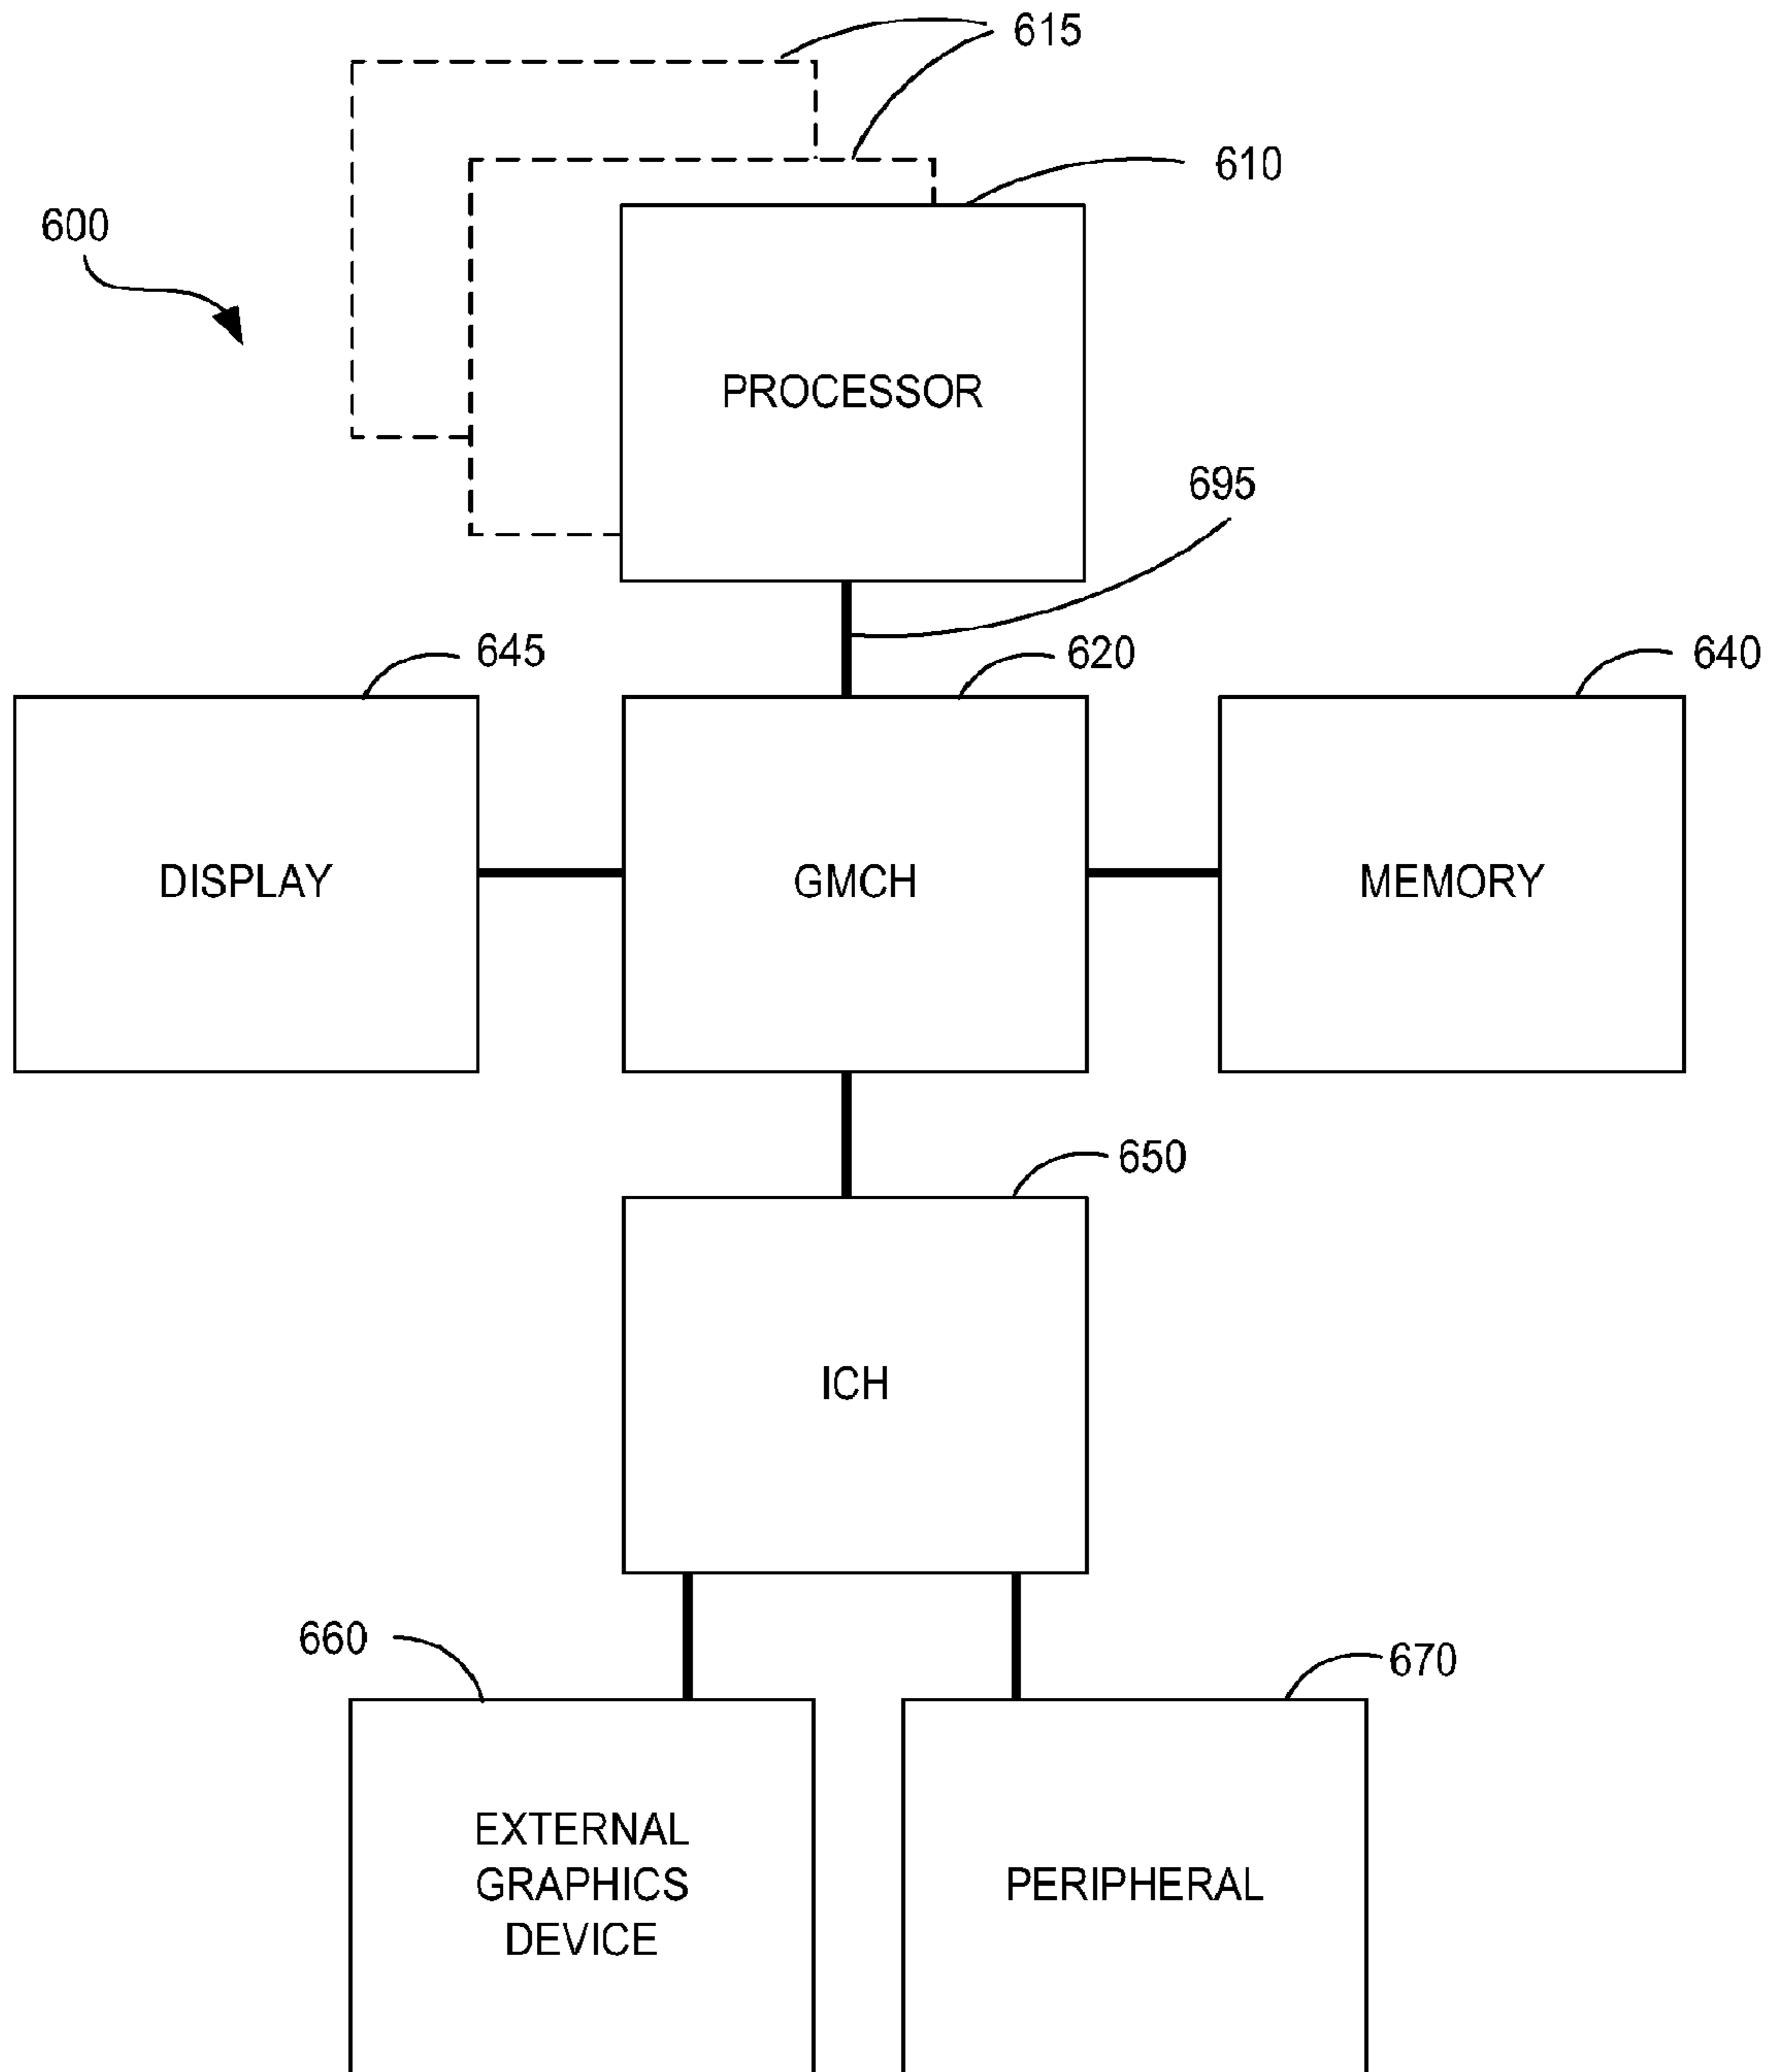 615
610
600
PROCESSOR
695
645
620
640
DISPLAY
GMCH
MEMORY
650
ICH
660
670
EXTERNAL
GRAPHICS
DEVICE
PERIPHERAL